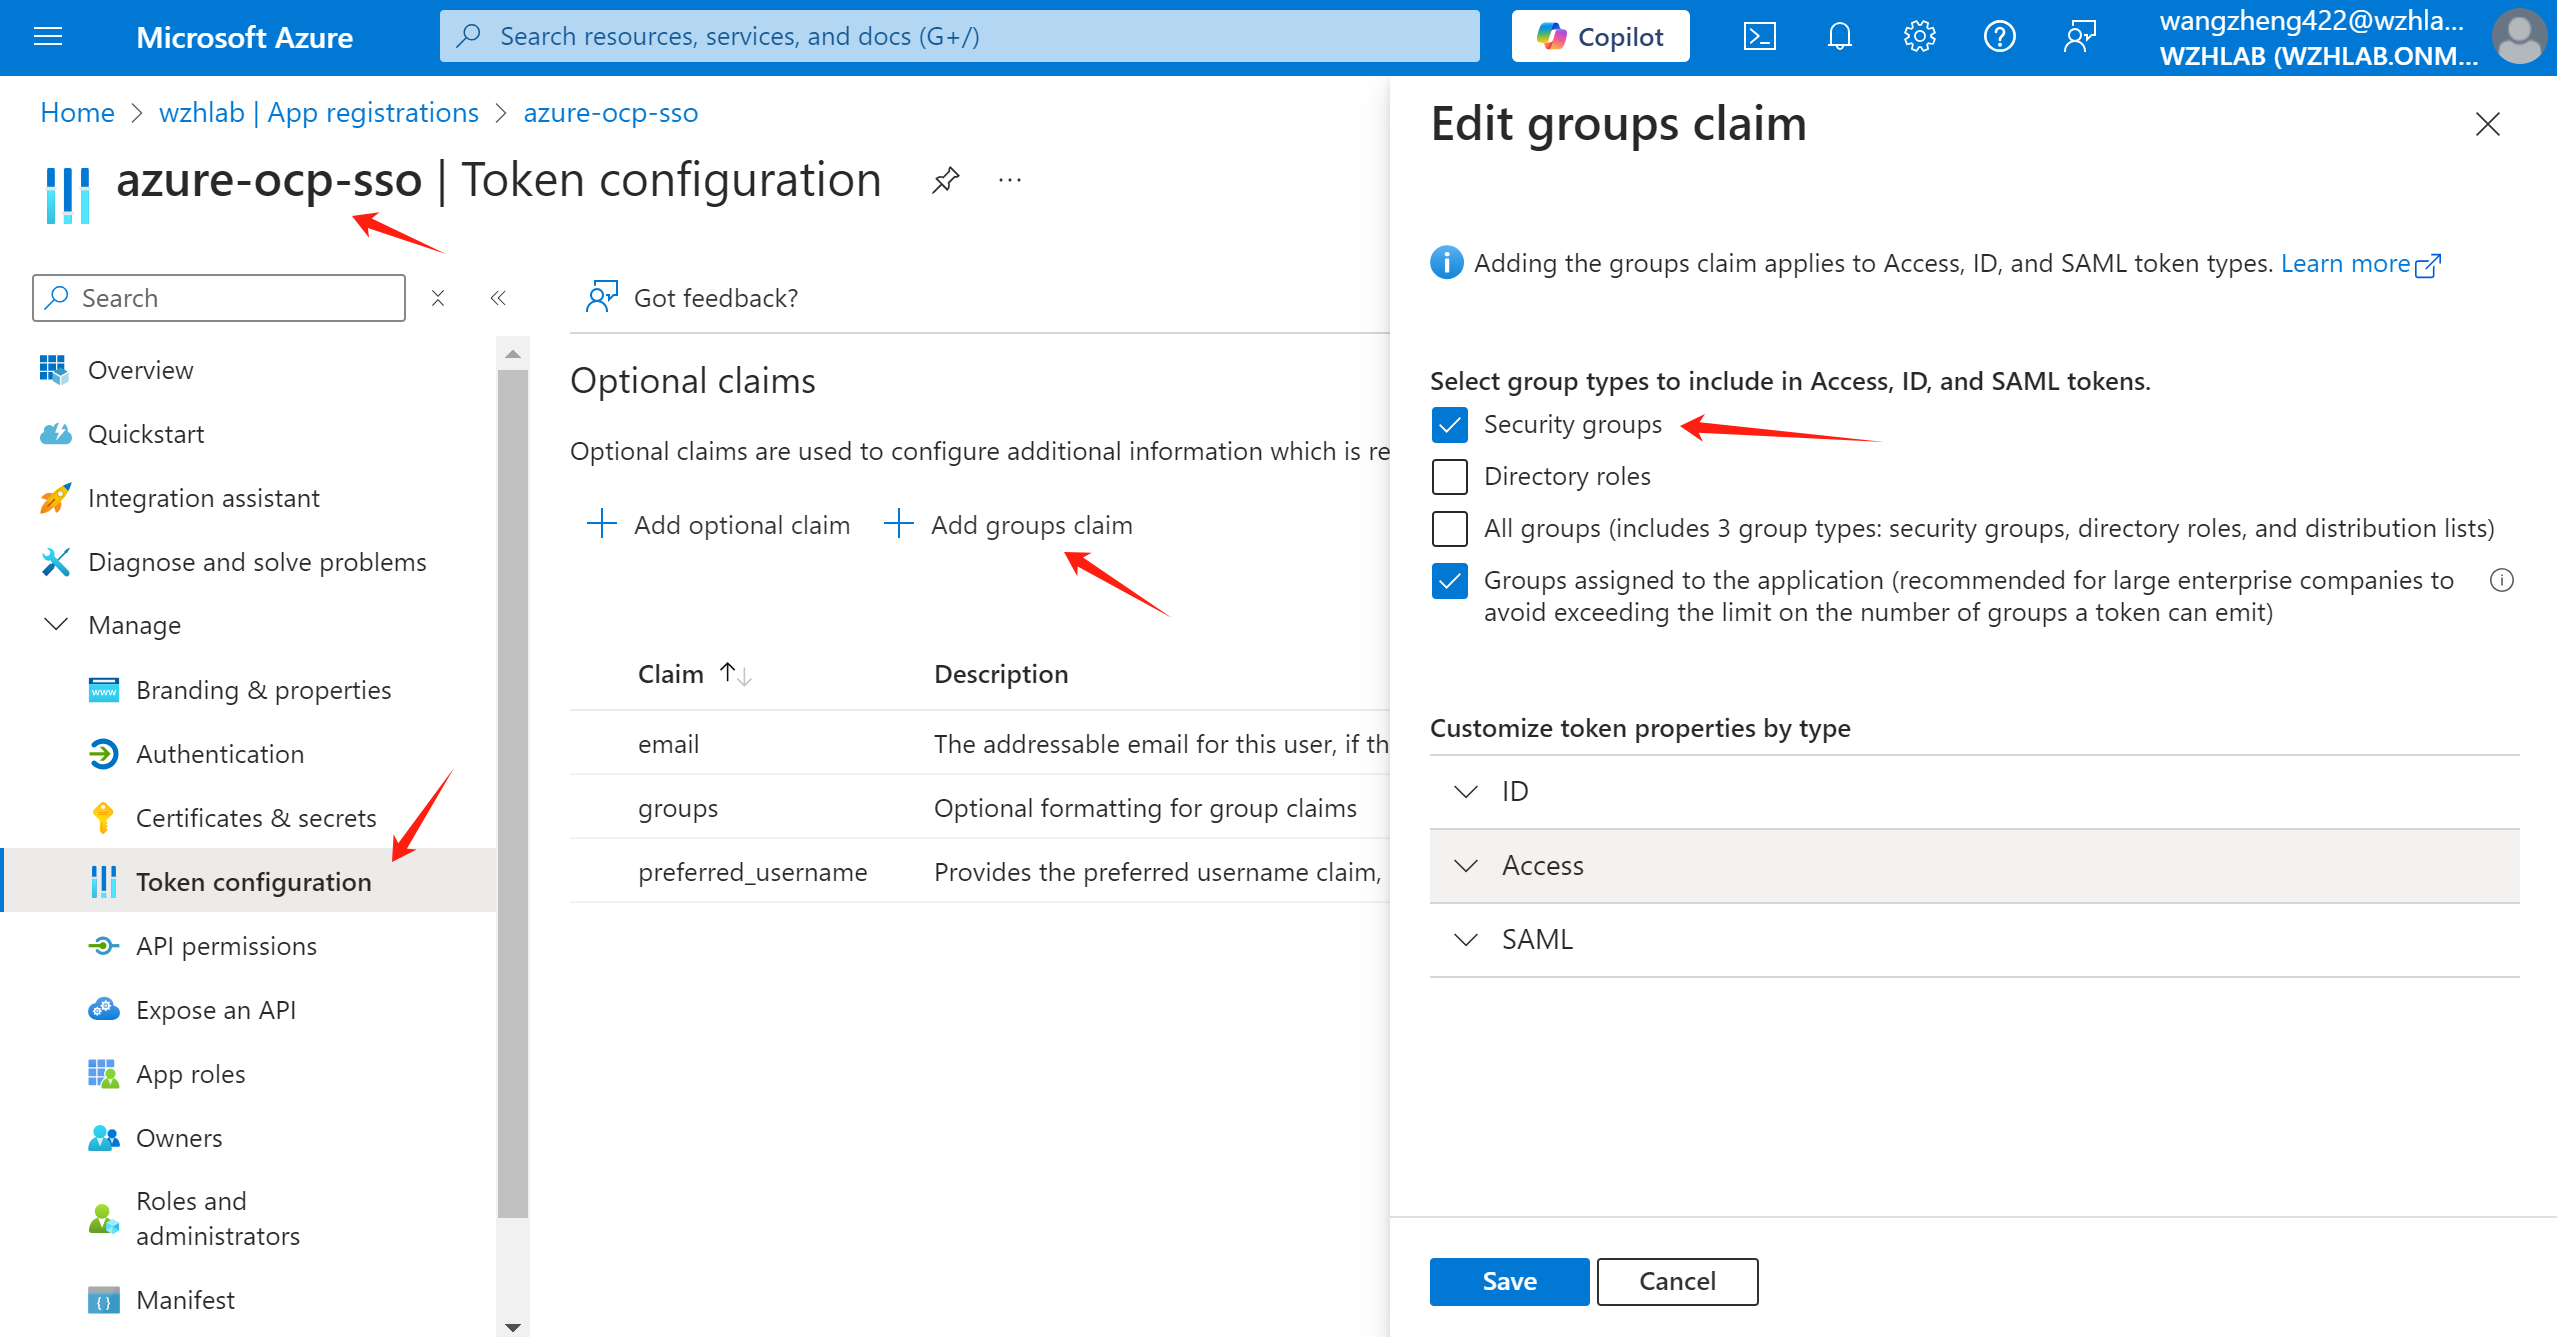 Microsoft Azure
Search resources, services, and docs (G+/)
Copilot
wangzheng422@wzhla...
WZHLAB (WZHLAB.ONM...
Home > wzhlab | App registrations > azure-ocp-sso
azure-ocp-sso | Token configuration
Search
Overview
Quickstart
Integration assistant
Diagnose and solve problems
Manage
Branding & properties
Authentication
Certificates & secrets
Token configuration
API permissions
Expose an API
App roles
Owners
Roles and
administrators
Manifest
Got feedback?
Optional claims
Optional claims are used to configure additional information which is re
Add optional claim
Add groups claim
Claim
Description
email
The addressable email for this user, if th
groups
Optional formatting for group claims
preferred_username
Provides the preferred username claim,
Edit groups claim
Adding the groups claim applies to Access, ID, and SAML token types. Learn more
Select group types to include in Access, ID, and SAML tokens.
Security groups
Directory roles
All groups (includes 3 group types: security groups, directory roles, and distribution lists)
Groups assigned to the application (recommended for large enterprise companies to
avoid exceeding the limit on the number of groups a token can emit)
Customize token properties by type
ID
Access
SAML
Save
Cancel